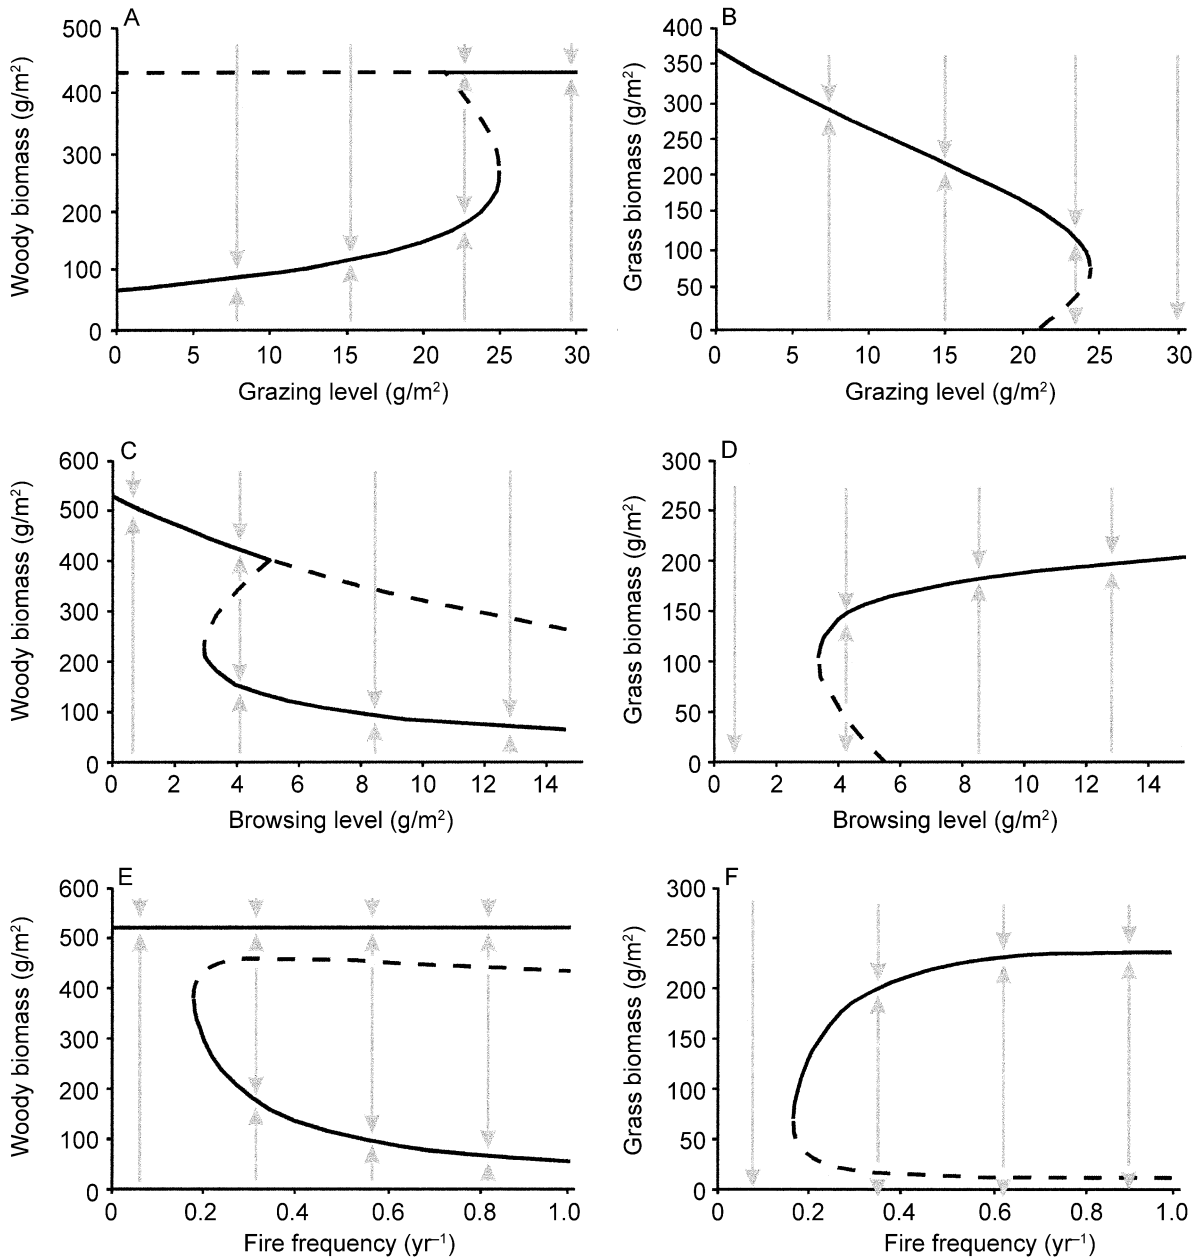 A
500
400
300
200
100
0
Woody biomass (g/m²)
0 5 10 15 20 25 30
Grazing level (g/m²)
B
400
350
300
250
200
150
100
50
0
Grass biomass (g/m²)
0 5 10 15 20 25 30
Grazing level (g/m²)
C
600
500
400
300
200
100
0
Woody biomass (g/m²)
0 2 4 6 8 10 12 14
Browsing level (g/m²)
D
300
250
200
150
100
50
0
Grass biomass (g/m²)
0 2 4 6 8 10 12 14
Browsing level (g/m²)
E
600
500
400
300
200
100
0
Woody biomass (g/m²)
0 0.2 0.4 0.6 0.8 1.0
Fire frequency (yr⁻¹)
F
300
250
200
150
100
50
0
Grass biomass (g/m²)
0 0.2 0.4 0.6 0.8 1.0
Fire frequency (yr⁻¹)